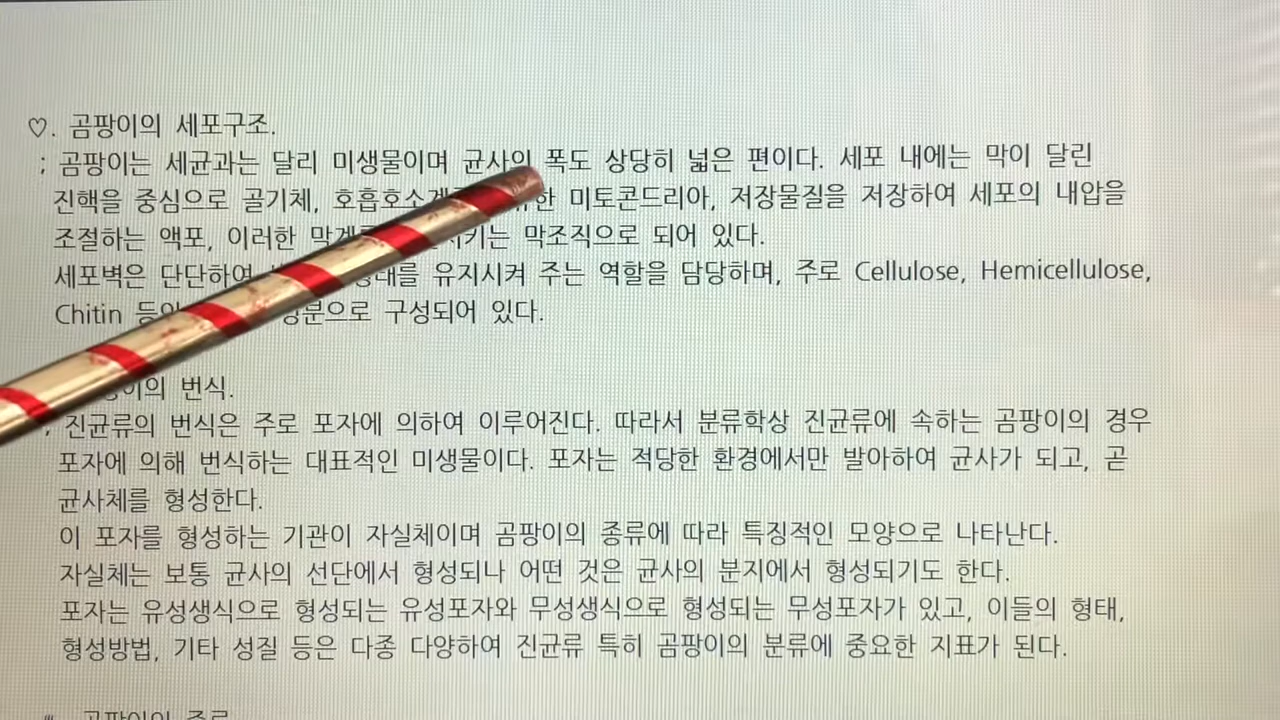 ♡. 곰팡이의 세포구조.
; 곰팡이는 세균과는 달리 미생물이며 균사의 폭도 상당히 넓은 편이다. 세포 내에는 막이 달린
진핵을 중심으로 골기체, 미토콘드리아, 저장물질을 저장하여 세포의 내압을
조절하는 액포, 이러한 막조직으로 되어 있다.
세포벽은 단단하여 유지시켜 주는 역할을 담당하며, 주로 Cellulose, Hemicellulose,
Chitin 구성되어 있다.
번식.
; 진균류의 번식은 주로 포자에 의하여 이루어진다. 따라서 분류학상 진균류에 속하는 곰팡이의 경우
포자에 의해 번식하는 대표적인 미생물이다. 포자는 적당한 환경에서만 발아하여 균사가 되고, 곧
균사체를 형성한다.
이 포자를 형성하는 기관이 자실체이며 곰팡이의 종류에 따라 특징적인 모양으로 나타난다.
자실체는 보통 균사의 선단에서 형성되나 어떤 것은 균사의 분지에서 형성되기도 한다.
포자는 유성생식으로 형성되는 유성포자와 무성생식으로 형성되는 무성포자가 있고, 이들의 형태,
형성방법, 기타 성질 등은 다종 다양하여 진균류 특히 곰팡이의 분류에 중요한 지표가 된다.